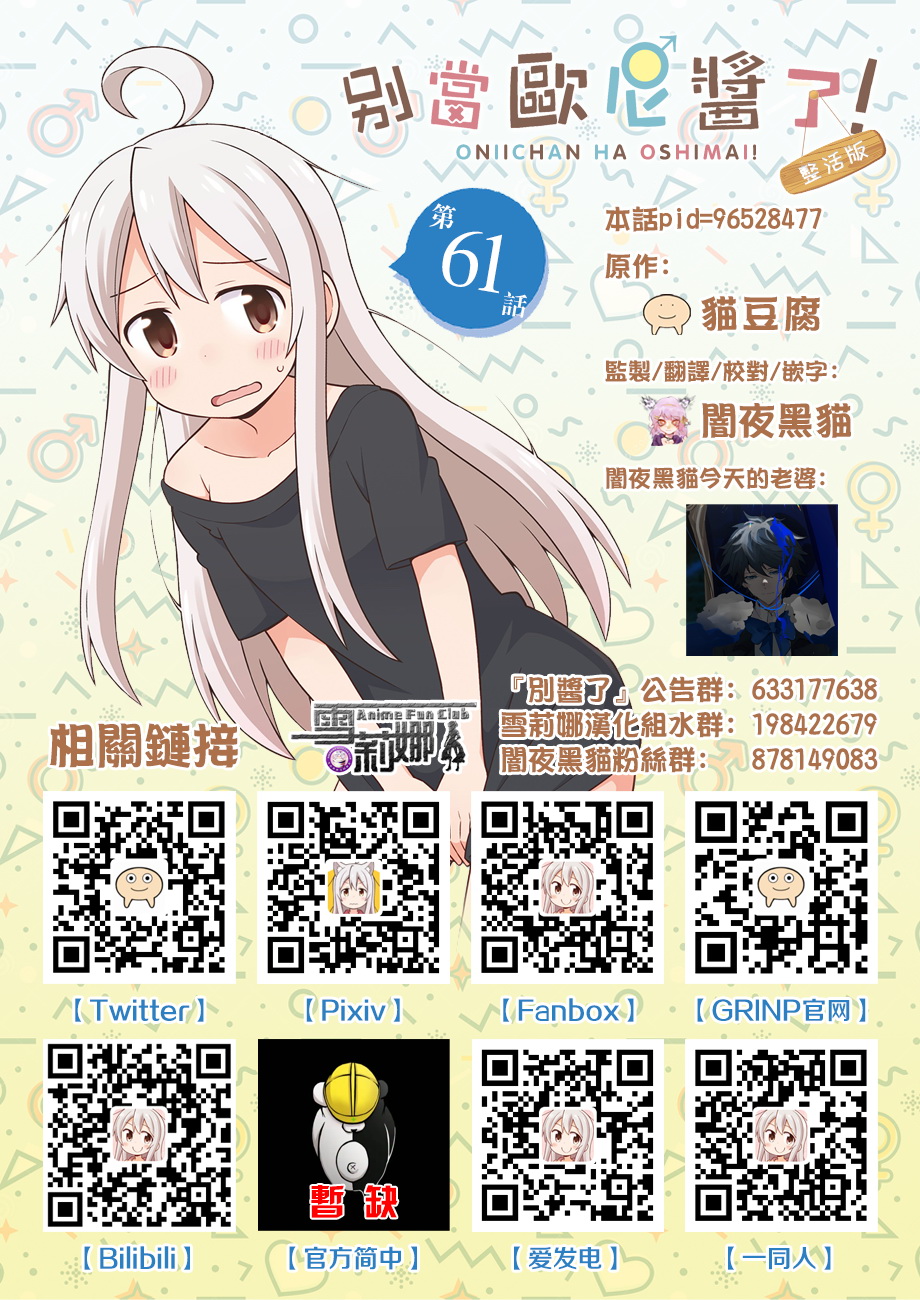 别當歐尼醬了!
ONIICHAN HA OSHIMAI!
整活版
第
61
話
本話pid=96528477
原作:
貓豆腐
監製/翻譯/校對/嵌字:
闇夜黑貓
闇夜黑貓今天的老婆:
『別醬了』公告群: 633177638
雪莉娜漢化組水群: 198422679
闇夜黑貓粉絲群: 878149083
相關鏈接
Anime Fan Club
雪莉娜
【Twitter】
【Pixiv】
【Fanbox】
【GRINP官网】
暫缺
【Bilibili】
【官方简中】
【爱发电】
【一同人】